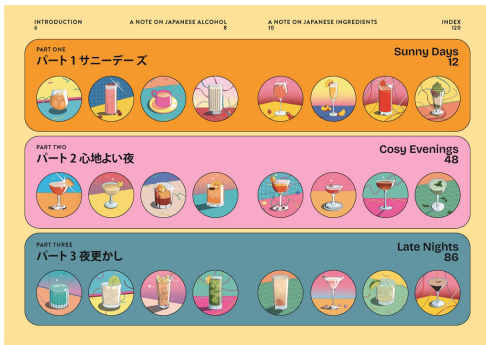 INTRODUCTION
6
A NOTE ON JAPANESE ALCOHOL
8
A NOTE ON JAPANESE INGREDIENTS
10
INDEX
120
PART ONE
パート 1 サニーデーズ
Sunny Days
12
PART TWO
パート 2 心地よい夜
Cosy Evenings
48
PART THREE
パート 3 夜更かし
Late Nights
86